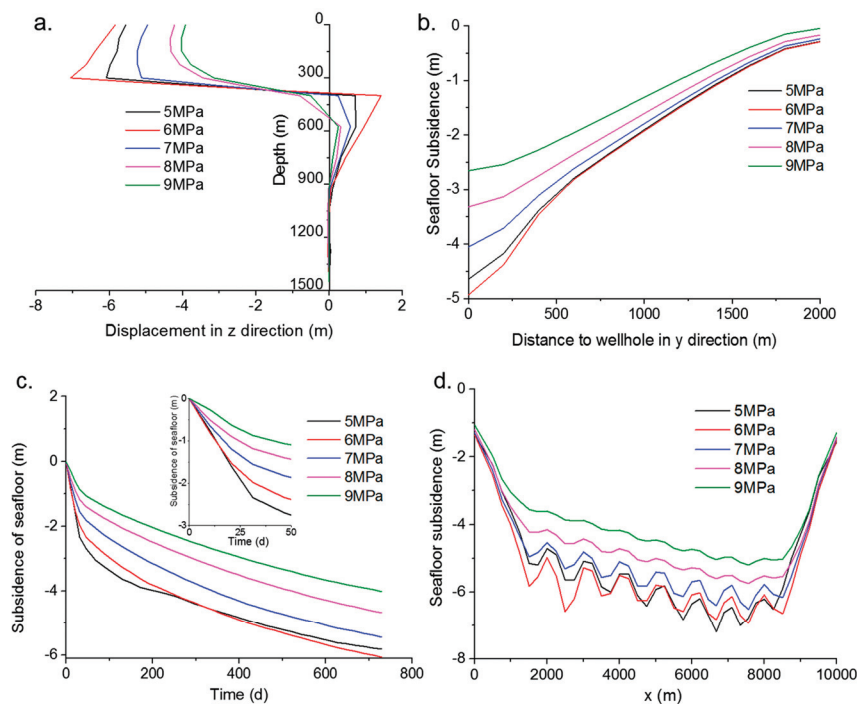 a.
0
300
600
900
1200
1500
Depth (m)
5MPa
6MPa
7MPa
8MPa
9MPa
-8
-6
-4
-2
0
2
Displacement in z direction (m)
b.
0
-1
-2
-3
-4
-5
Seafloor Subsidence (m)
5MPa
6MPa
7MPa
8MPa
9MPa
0
500
1000
1500
2000
Distance to wellhole in y direction (m)
c.
2
0
-2
-4
-6
Subsidence of seafloor (m)
0
-1
-2
-3
Subsidence of seafloor (m)
0
25
50
Time (d)
5MPa
6MPa
7MPa
8MPa
9MPa
0
200
400
600
800
Time (d)
d.
0
-2
-4
-6
-8
Seafloor subsidence (m)
5MPa
6MPa
7MPa
8MPa
9MPa
0
2000
4000
6000
8000
10000
x (m)